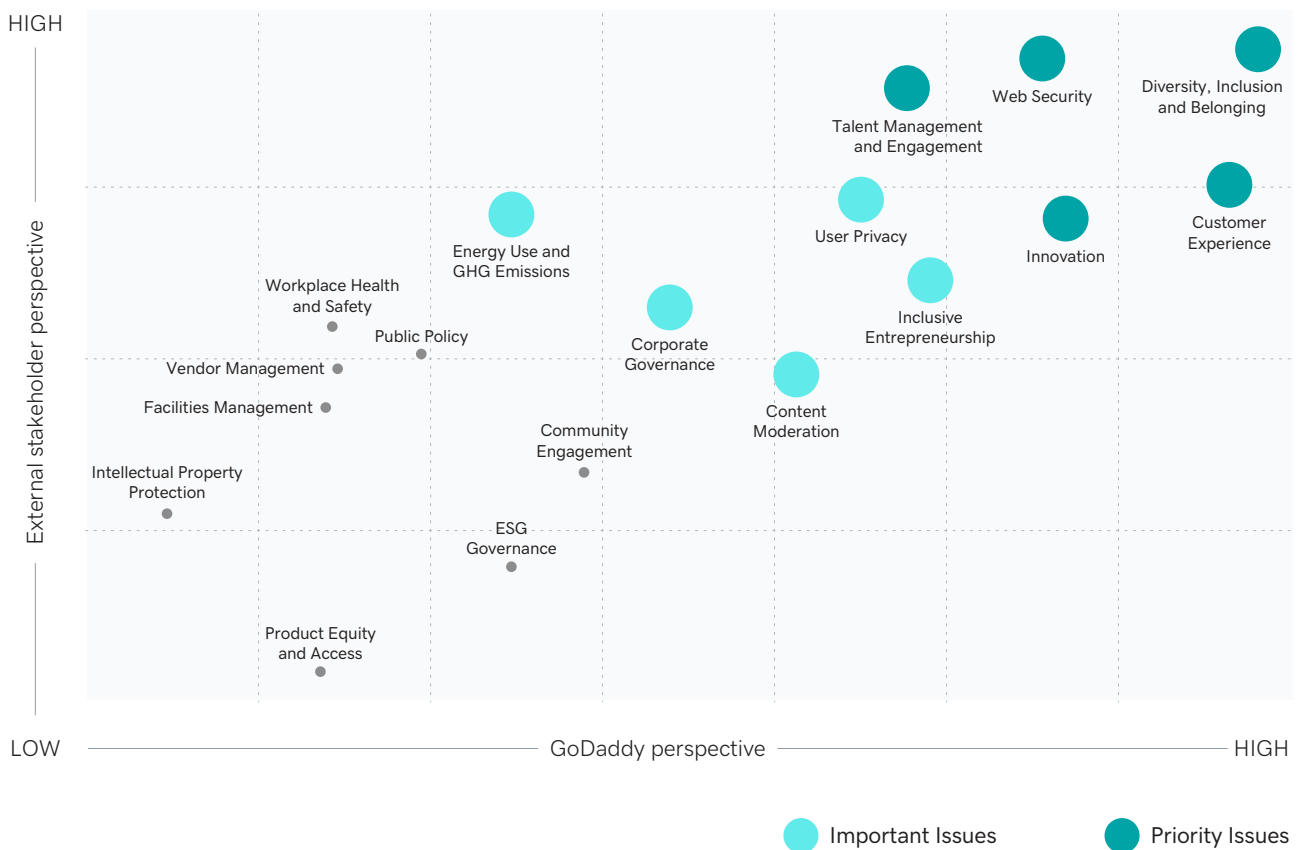 HIGH
Web Security
Diversity, Inclusion
and Belonging
Talent Management
and Engagement
User Privacy
Customer
Experience
Innovation
Energy Use and
GHG Emissions
Workplace Health
and Safety
Inclusive
Entrepreneurship
Public Policy
Corporate
Governance
Vendor Management
Facilities Management
Content
Moderation
Community
Engagement
Intellectual Property
Protection
ESG
Governance
Product Equity
and Access
External stakeholder perspective
LOW
GoDaddy perspective
HIGH
Important Issues
Priority Issues